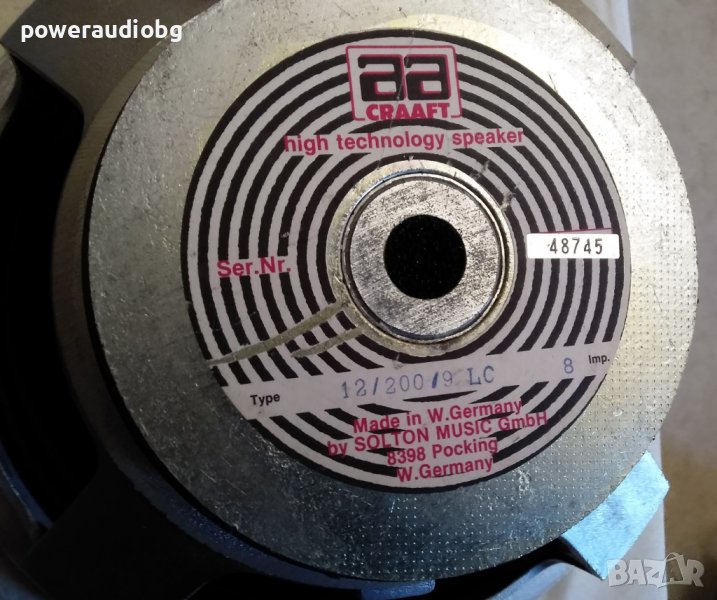 poweraudiobg
aa
CRAAFT
high technology speaker
Ser.Nr.
48745
Type 12/200/9 LC 8 Imp.
Made in W.Germany
by SOLTON MUSIC GmbH
8398 Pocking
W.Germany
BAZAR